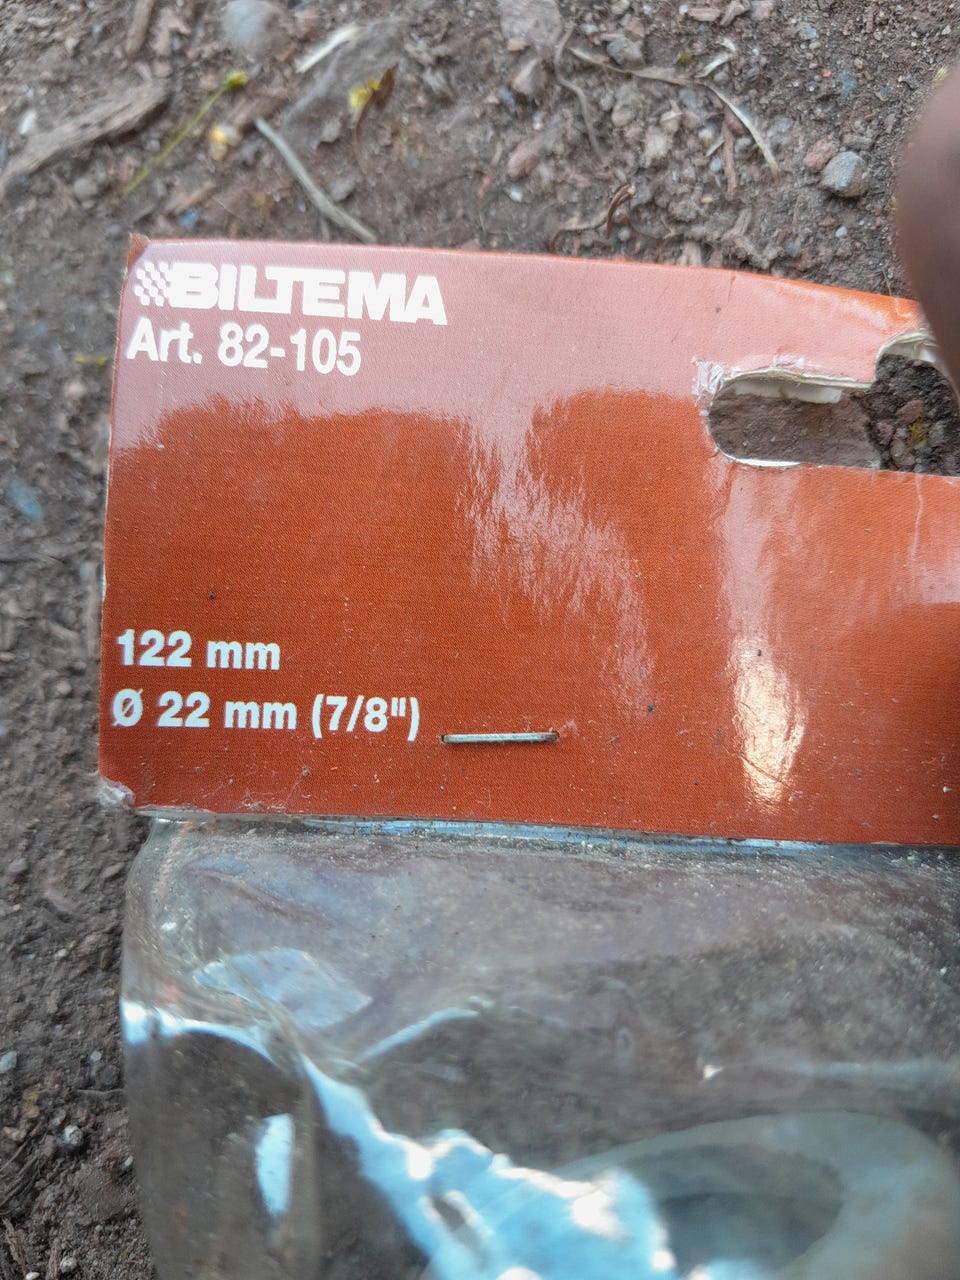 BILTEMA
Art. 82-105
122 mm
Ø 22 mm (7/8")